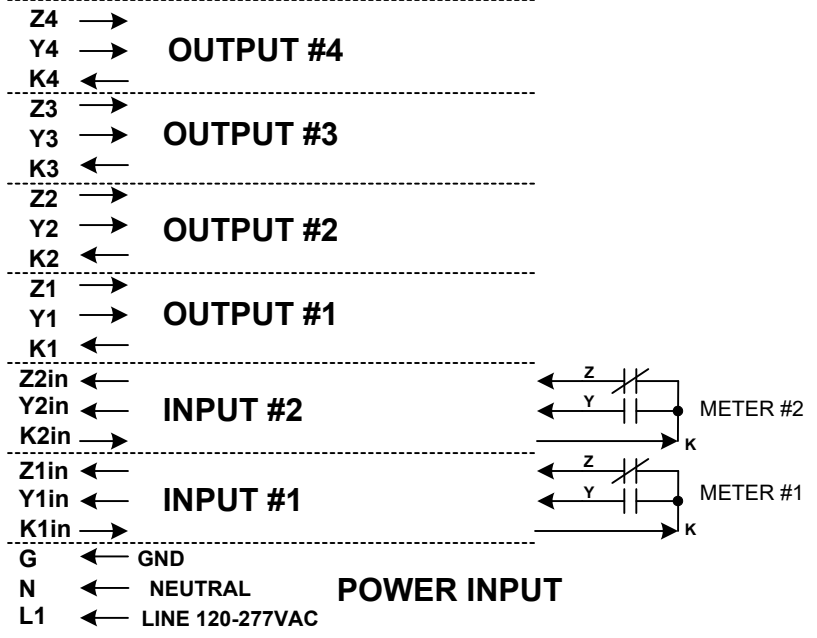 Z4
Y4 OUTPUT #4
K4
Z3
Y3 OUTPUT #3
K3
Z2
Y2 OUTPUT #2
K2
Z1
Y1 OUTPUT #1
K1
Z2in Z
Y2in INPUT #2 Y METER #2
K2in K
Z1in Z
Y1in INPUT #1 Y METER #1
K1in K
G GND
N NEUTRAL POWER INPUT
L1 LINE 120-277VAC